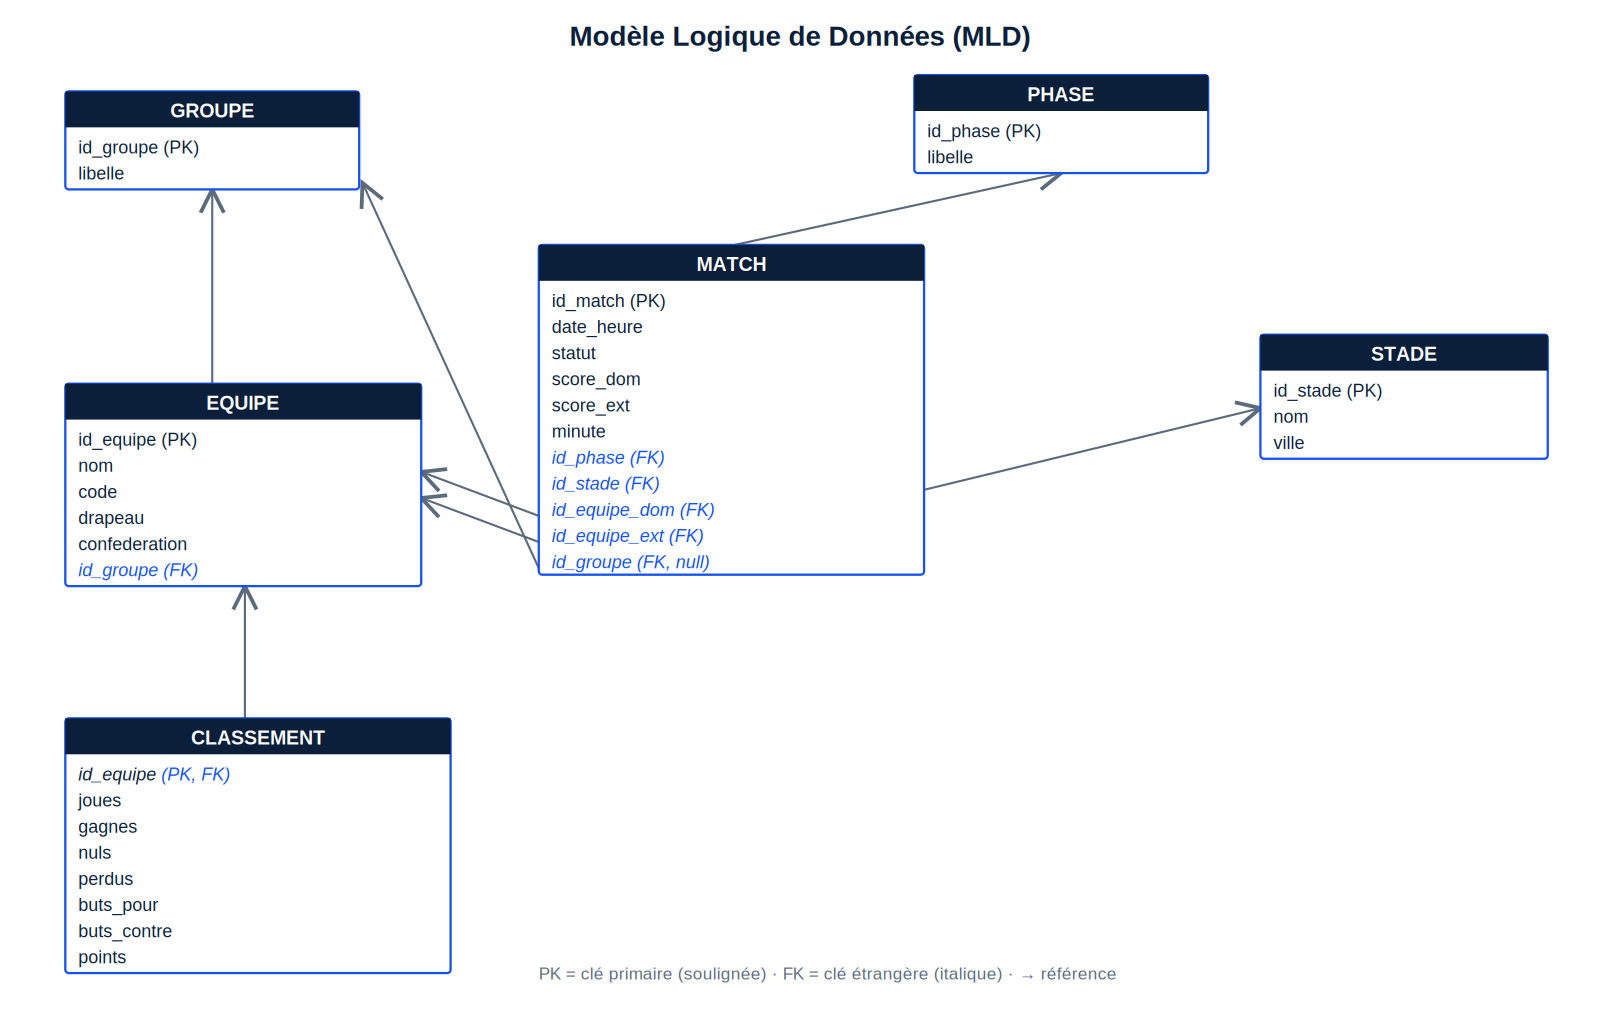 Modèle Logique de Données (MLD)
GROUPE
id_groupe (PK)
libelle
PHASE
id_phase (PK)
libelle
MATCH
id_match (PK)
date_heure
statut
score_dom
score_ext
minute
id_phase (FK)
id_stade (FK)
id_equipe_dom (FK)
id_equipe_ext (FK)
id_groupe (FK, null)
STADE
id_stade (PK)
nom
ville
EQUIPE
id_equipe (PK)
nom
code
drapeau
confederation
id_groupe (FK)
CLASSEMENT
id_equipe (PK, FK)
joues
gagnes
nuls
perdus
buts_pour
buts_contre
points
PK = clé primaire (soulignée) · FK = clé étrangère (italique) · → référence